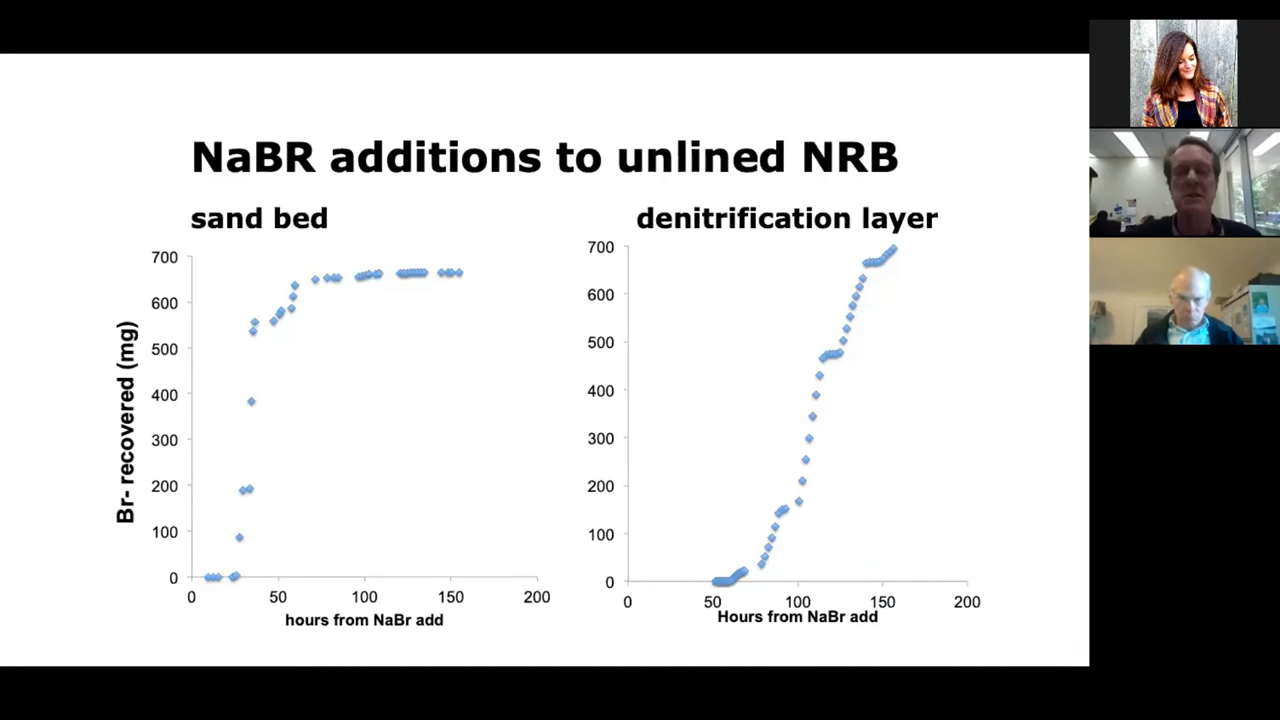 NaBR additions to unlined NRB
sand bed
denitrification layer
Br- recovered (mg)
700
600
500
400
300
200
100
0
0 50 100 150 200
hours from NaBr add
700
600
500
400
300
200
100
0
0 50 100 150 200
Hours from NaBr add